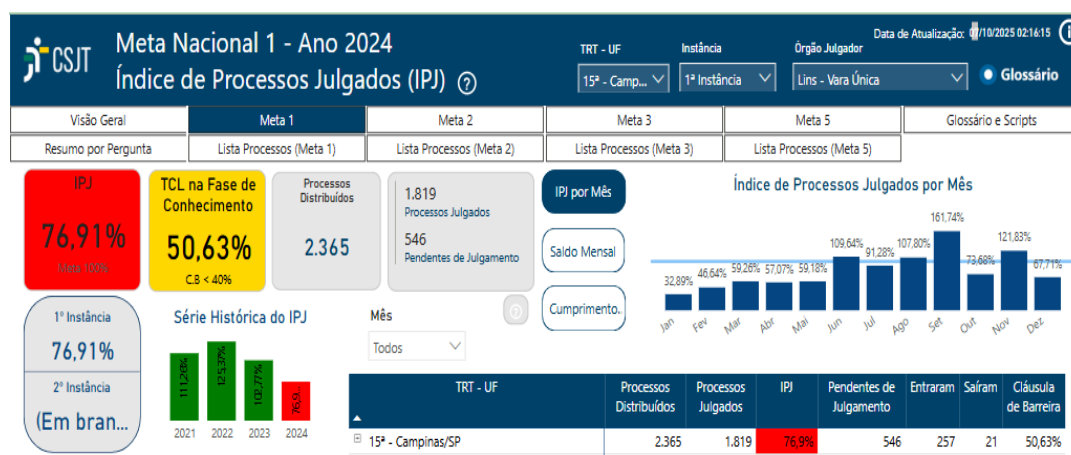 CSJT
Meta Nacional 1 - Ano 2024
Índice de Processos Julgados (IPJ) ?
TRT - UF
15ª - Camp...
Instância
1ª Instância
Órgão Julgador
Lins - Vara Única
Data de Atualização: /10/2025 02:16:15
Glossário
Visão Geral
Meta 1
Meta 2
Meta 3
Meta 5
Glossário e Scripts
Resumo por Pergunta
Lista Processos (Meta 1)
Lista Processos (Meta 2)
Lista Processos (Meta 3)
Lista Processos (Meta 5)
IPJ
76,91%
Meta 100%
TCL na Fase de
Conhecimento
50,63%
C.B < 40%
Processos
Distribuídos
2.365
1.819
Processos Julgados
546
Pendentes de Julgamento
IPJ por Mês
Saldo Mensal
Cumprimento..
Índice de Processos Julgados por Mês
32,89%
46,64%
59,26%
57,07%
59,18%
109,64%
91,28%
107,80%
161,74%
73,68%
121,83%
67,71%
Jan
Fev
Mar
Abr
Mai
Jun
Jul
Ago
Set
Out
Nov
Dez
1º Instância
76,91%
2º Instância
(Em bran...
Série Histórica do IPJ
111,26%
125,37%
102,77%
76,9...
2021
2022
2023
2024
Mês
Todos
?
TRT - UF
Processos
Distribuídos
Processos
Julgados
IPJ
Pendentes de
Julgamento
Entraram
Saíram
Cláusula
de Barreira
15ª - Campinas/SP
2.365
1.819
76,9%
546
257
21
50,63%